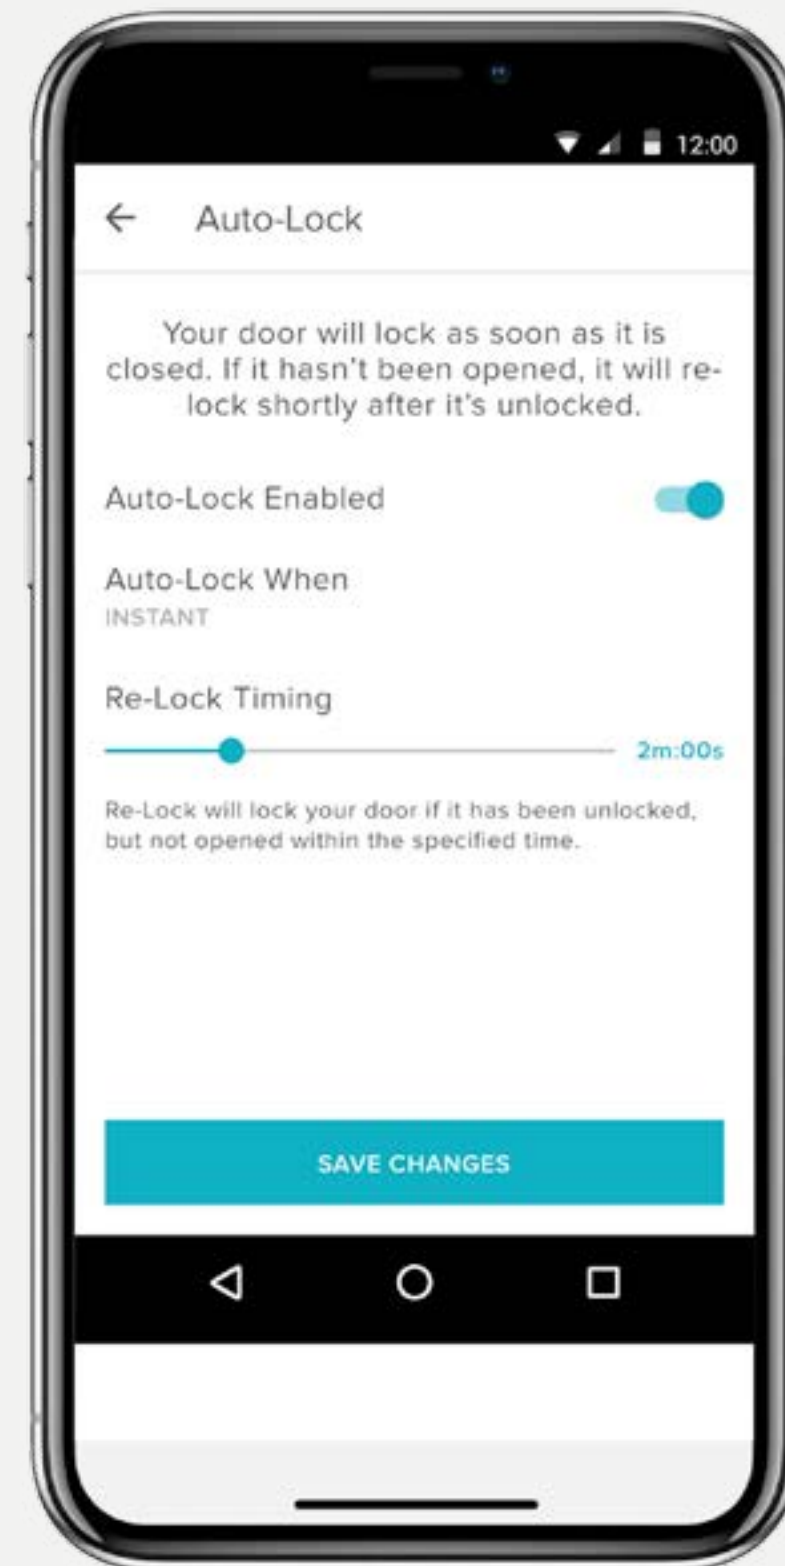 12:00
Auto-Lock
Your door will lock as soon as it is
closed. If it hasn't been opened, it will re-
lock shortly after it's unlocked.
Auto-Lock Enabled
Auto-Lock When
INSTANT
Re-Lock Timing
2m:00s
Re-Lock will lock your door if it has been unlocked,
but not opened within the specified time.
SAVE CHANGES